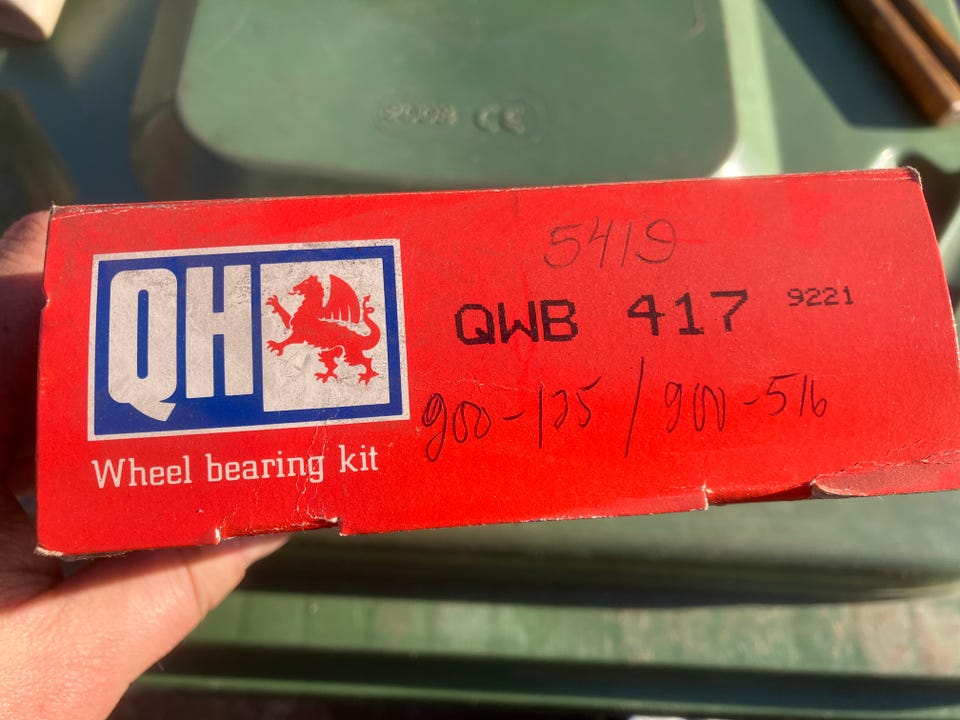 2008 CE
5419
QH
QWB 417 9221
900-125 / 900-516
Wheel bearing kit